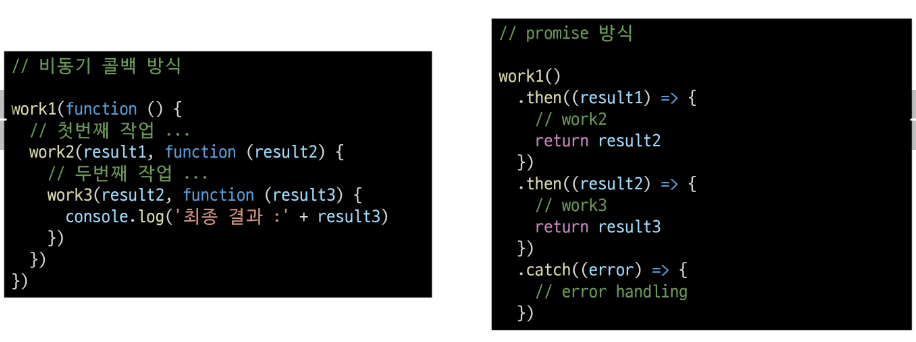 // 비동기 콜백 방식
work1(function () {
// 첫번째 작업 ...
work2(result1, function (result2) {
// 두번째 작업 ...
work3(result2, function (result3) {
console.log('최종 결과 :' + result3)
})
})
})
// promise 방식
work1()
.then((result1) => {
// work2
return result2
})
.then((result2) => {
// work3
return result3
})
.catch((error) => {
// error handling
})